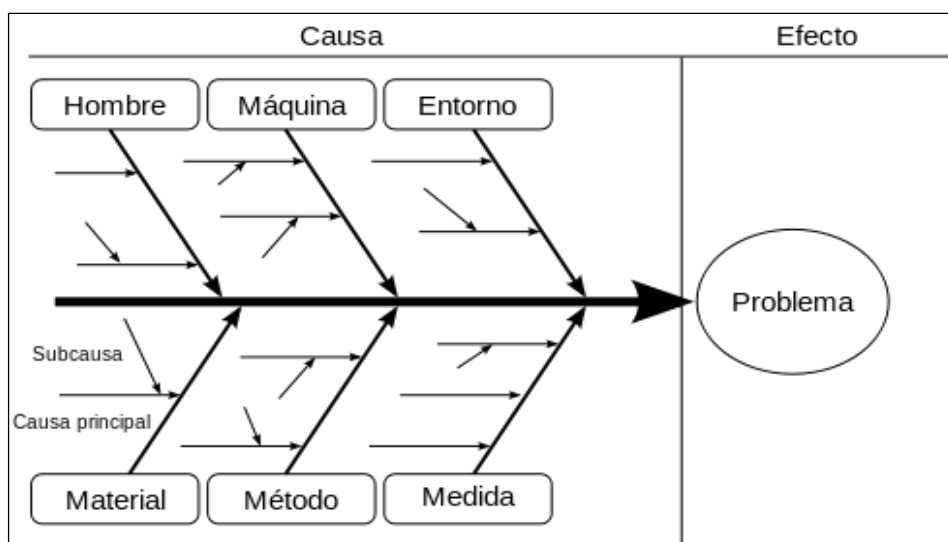 Causa
Efecto
Hombre
Máquina
Entorno
Problema
Subcausa
Causa principal
Material
Método
Medida